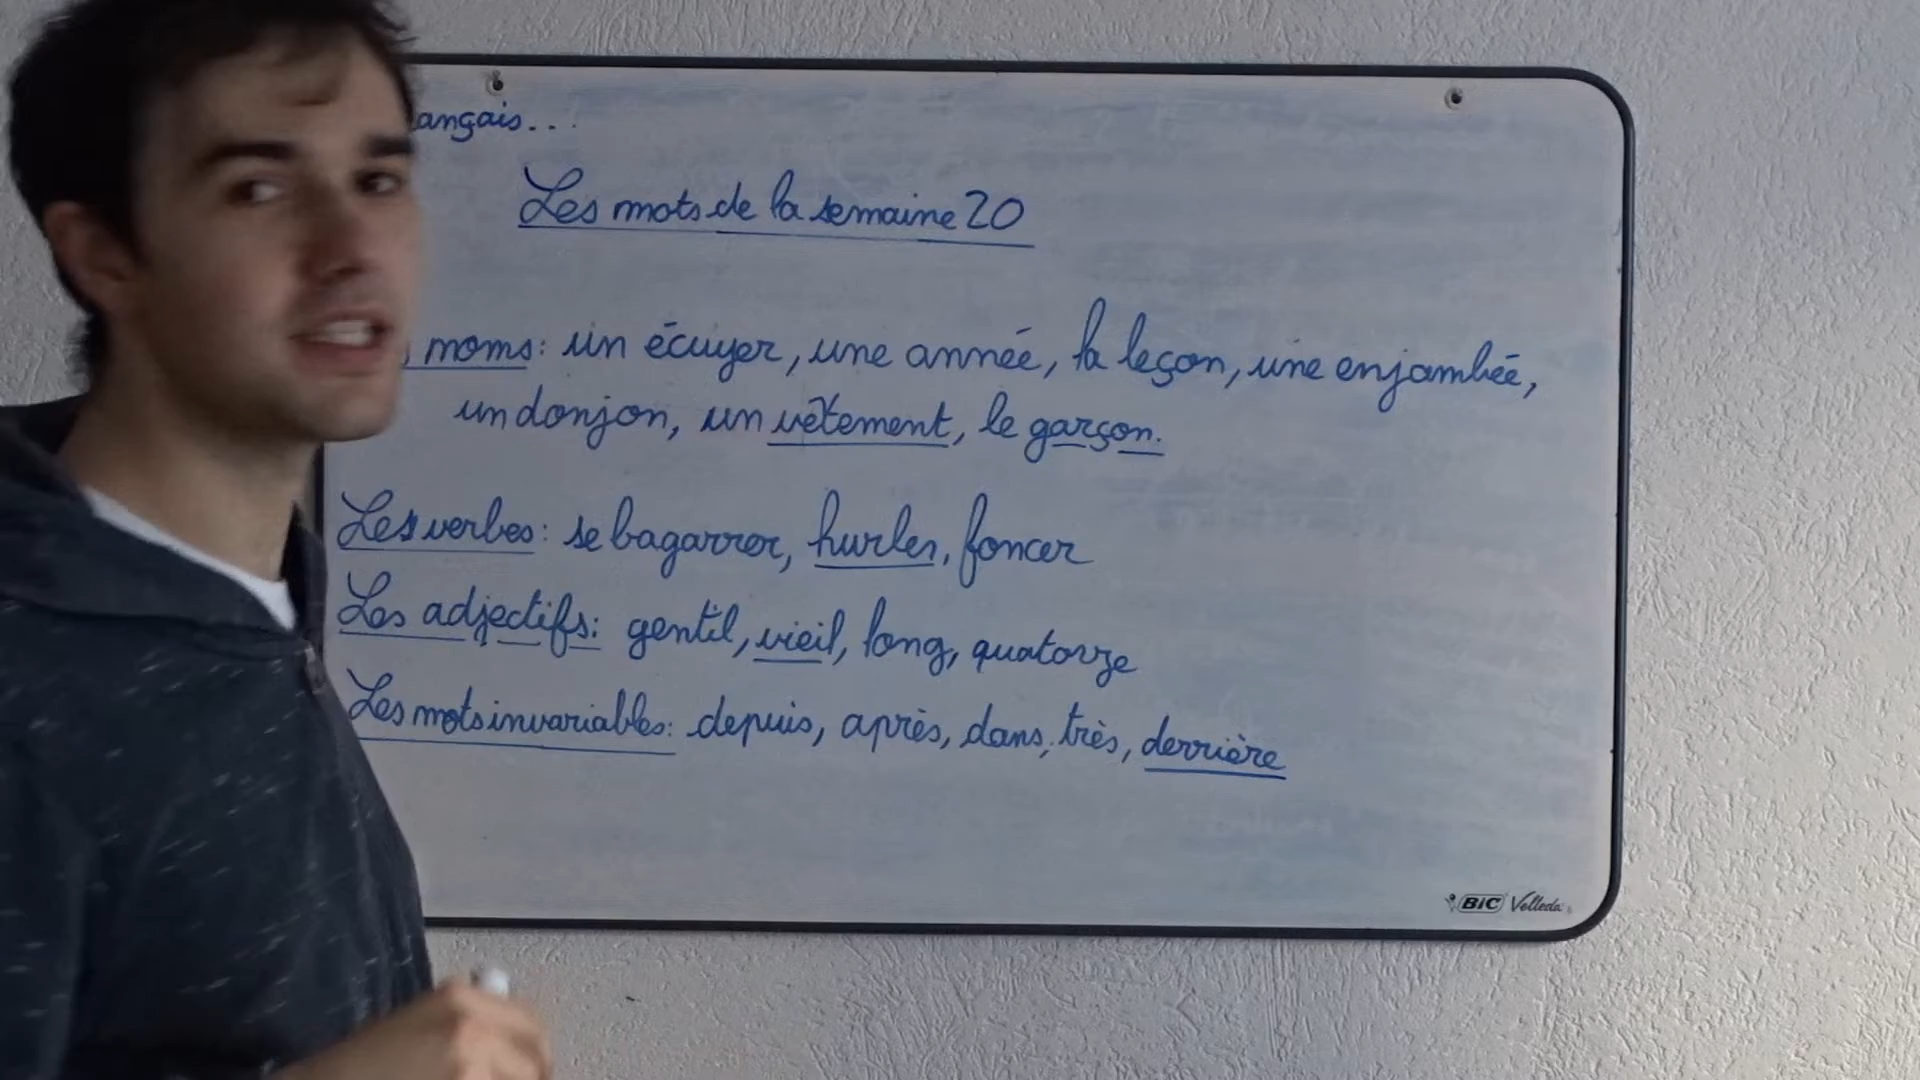 ançais...
Les mots de la semaine 20
noms: un écuyer, une année, la leçon, une enjambée,
un donjon, un vêtement, le garçon.
Les verbes: se bagarrer, hurler, foncer
Les adjectifs: gentil, vieil, long, quatorze
Les mots invariables: depuis, après, dans, très, derrière
BIC Velleda